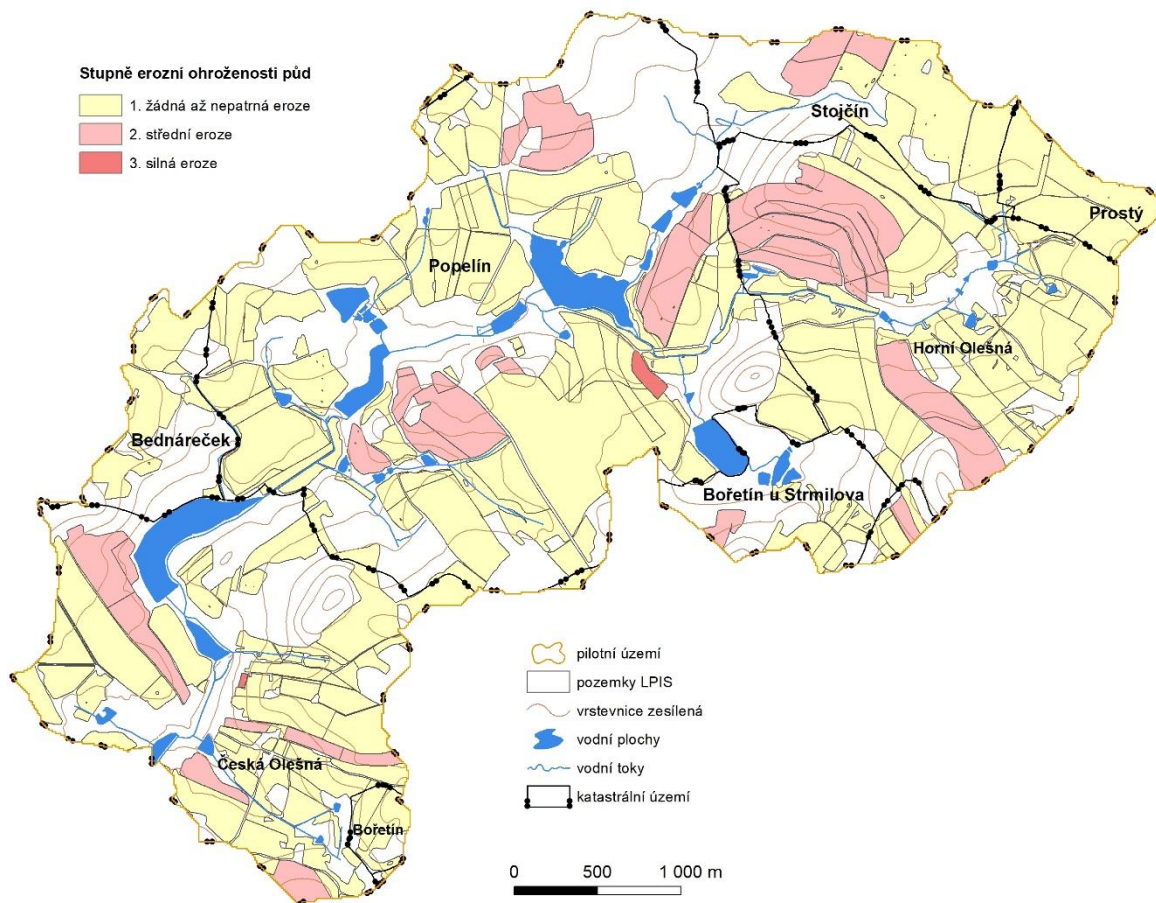 Stupně erozní ohroženosti půd
1. žádná až nepatrná eroze
2. střední eroze
3. silná eroze
Stojčín
Prostý
Popelín
Horní Olešná
Bednáreček
Bořetín u Strmilova
pilotní území
pozemky LPIS
vrstevnice zesílená
vodní plochy
vodní toky
katastrální území
Česká Olešná
Bořetín
0 500 1 000 m